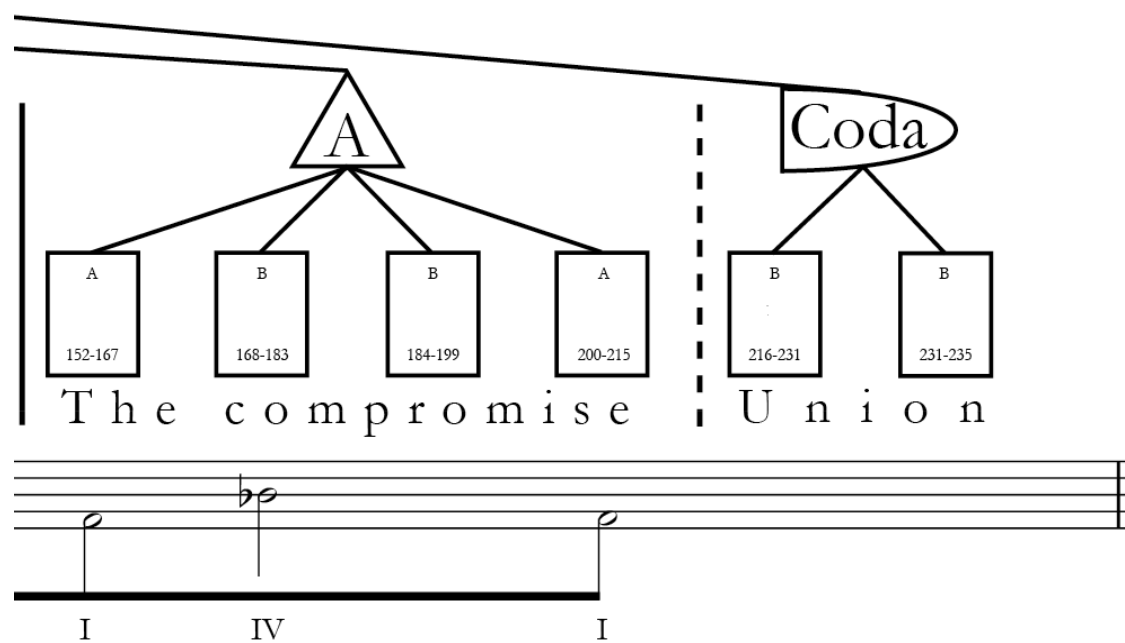 A Coda
A B B A B B
152-167 168-183 184-199 200-215 216-231 231-235
The compromise Union
I IV I